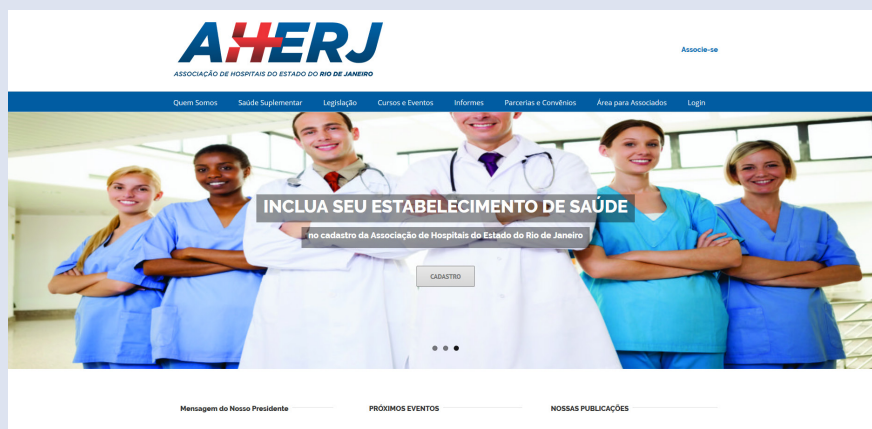 AHERJ
ASSOCIAÇÃO DE HOSPITAIS DO ESTADO DO RIO DE JANEIRO
Associe-se
Quem Somos Saúde Suplementar Legislação Cursos e Eventos Informes Parcerias e Convênios Área para Associados Login
INCLUA SEU ESTABELECIMENTO DE SAÚDE
no cadastro da Associação de Hospitais do Estado do Rio de Janeiro
CADASTRO
Mensagem do Nosso Presidente PRÓXIMOS EVENTOS NOSSAS PUBLICAÇÕES